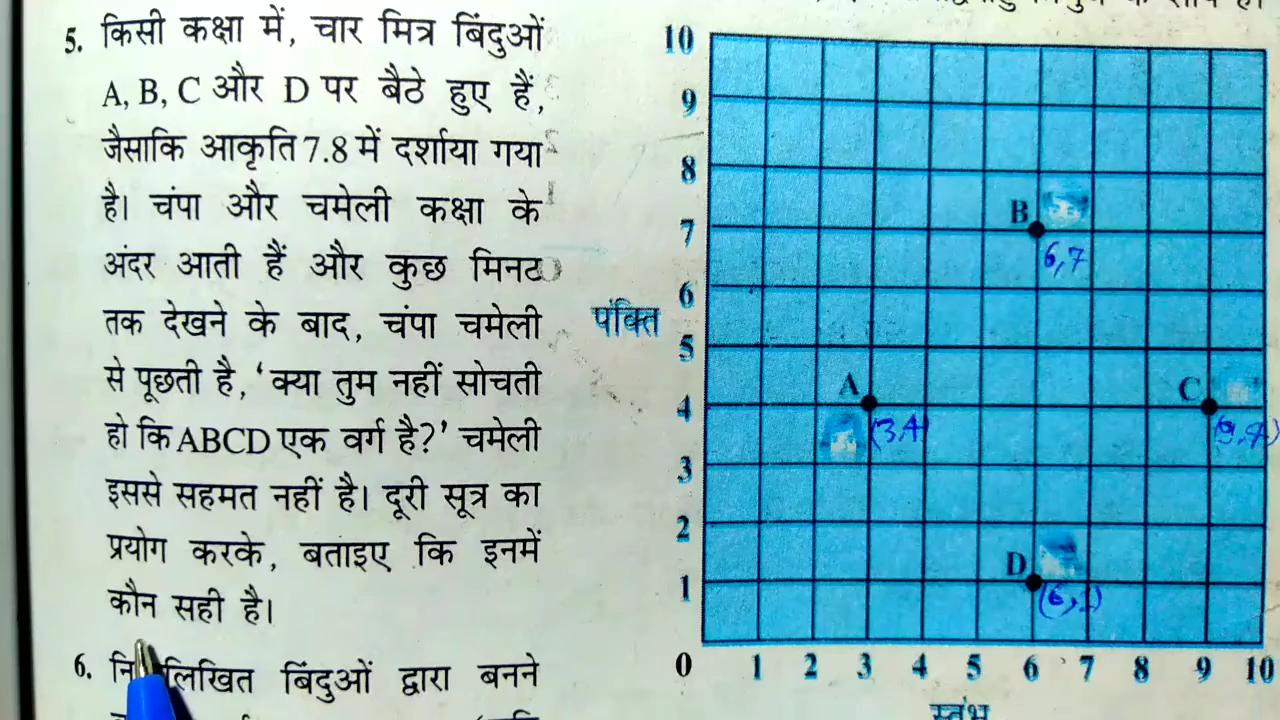 5. किसी कक्षा में, चार मित्र बिंदुओं
A, B, C और D पर बैठे हुए हैं,
जैसाकि आकृति 7.8 में दर्शाया गया
है। चंपा और चमेली कक्षा के
अंदर आती हैं और कुछ मिनट
तक देखने के बाद, चंपा चमेली
से पूछती है, ‘क्या तुम नहीं सोचती
हो कि ABCD एक वर्ग है?’ चमेली
इससे सहमत नहीं है। दूरी सूत्र का
प्रयोग करके, बताइए कि इनमें
कौन सही है।
6. बिंदुओं द्वारा बनने
10
9
8
7
6
5
4
3
2
1
0 1 2 3 4 5 6 7 8 9 10
पंक्ति
स्तंभ
B
6,7
A
(3,4)
C
(9,4)
D
(6,1)